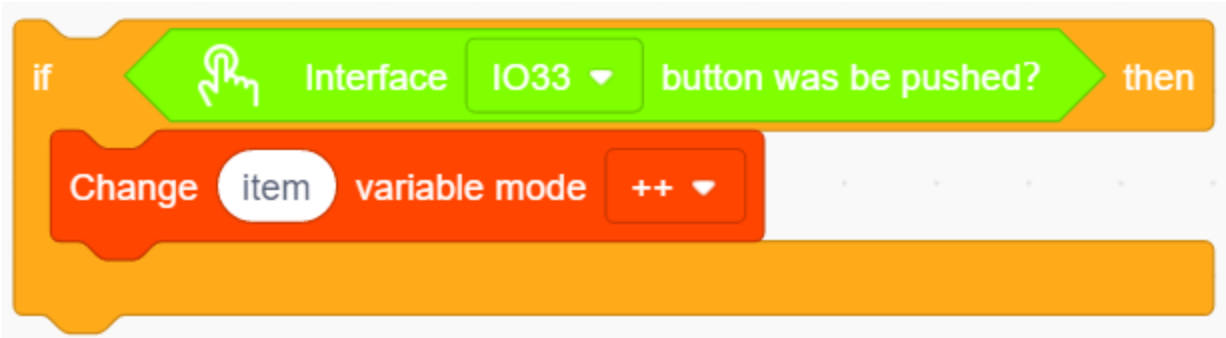 if Interface IO33 button was be pushed? then
Change item variable mode ++